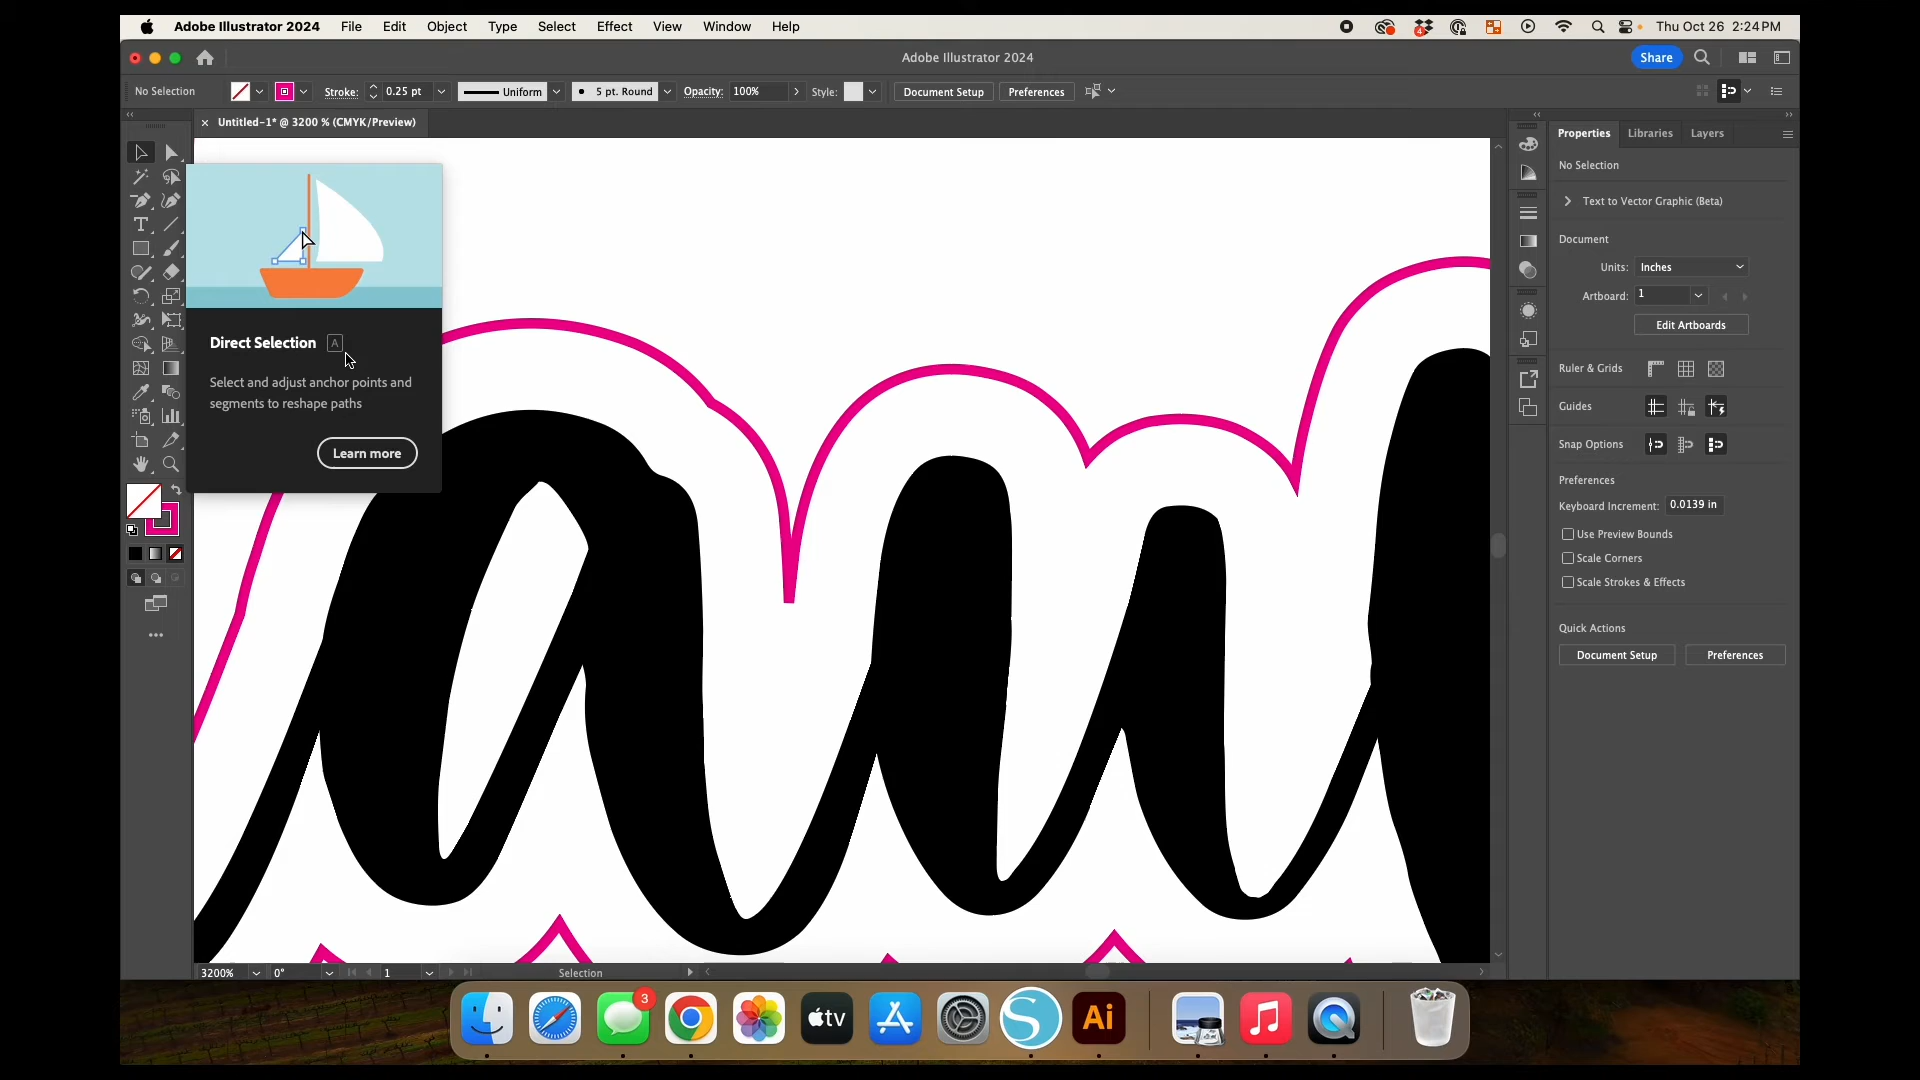 Adobe Illustrator 2024 File Edit Object Type Select Effect View Window Help 4 Thu Oct 26 2:24 PM
Adobe Illustrator 2024 Share
No Selection Stroke: 0.25 pt Uniform 5 pt. Round Opacity: 100% Style: Document Setup Preferences
Untitled-1* @ 3200 % (CMYK/Preview)
Properties Libraries Layers
No Selection
Text to Vector Graphic (Beta)
Document
Units: Inches
Artboard: 1
Edit Artboards
Ruler & Grids
Guides
Snap Options
Preferences
Keyboard Increment: 0.0139 in
Use Preview Bounds
Scale Corners
Scale Strokes & Effects
Quick Actions
Document Setup Preferences
Direct Selection A
Select and adjust anchor points and
segments to reshape paths
Learn more
3200% 0° 1 Selection
3 tv S Ai